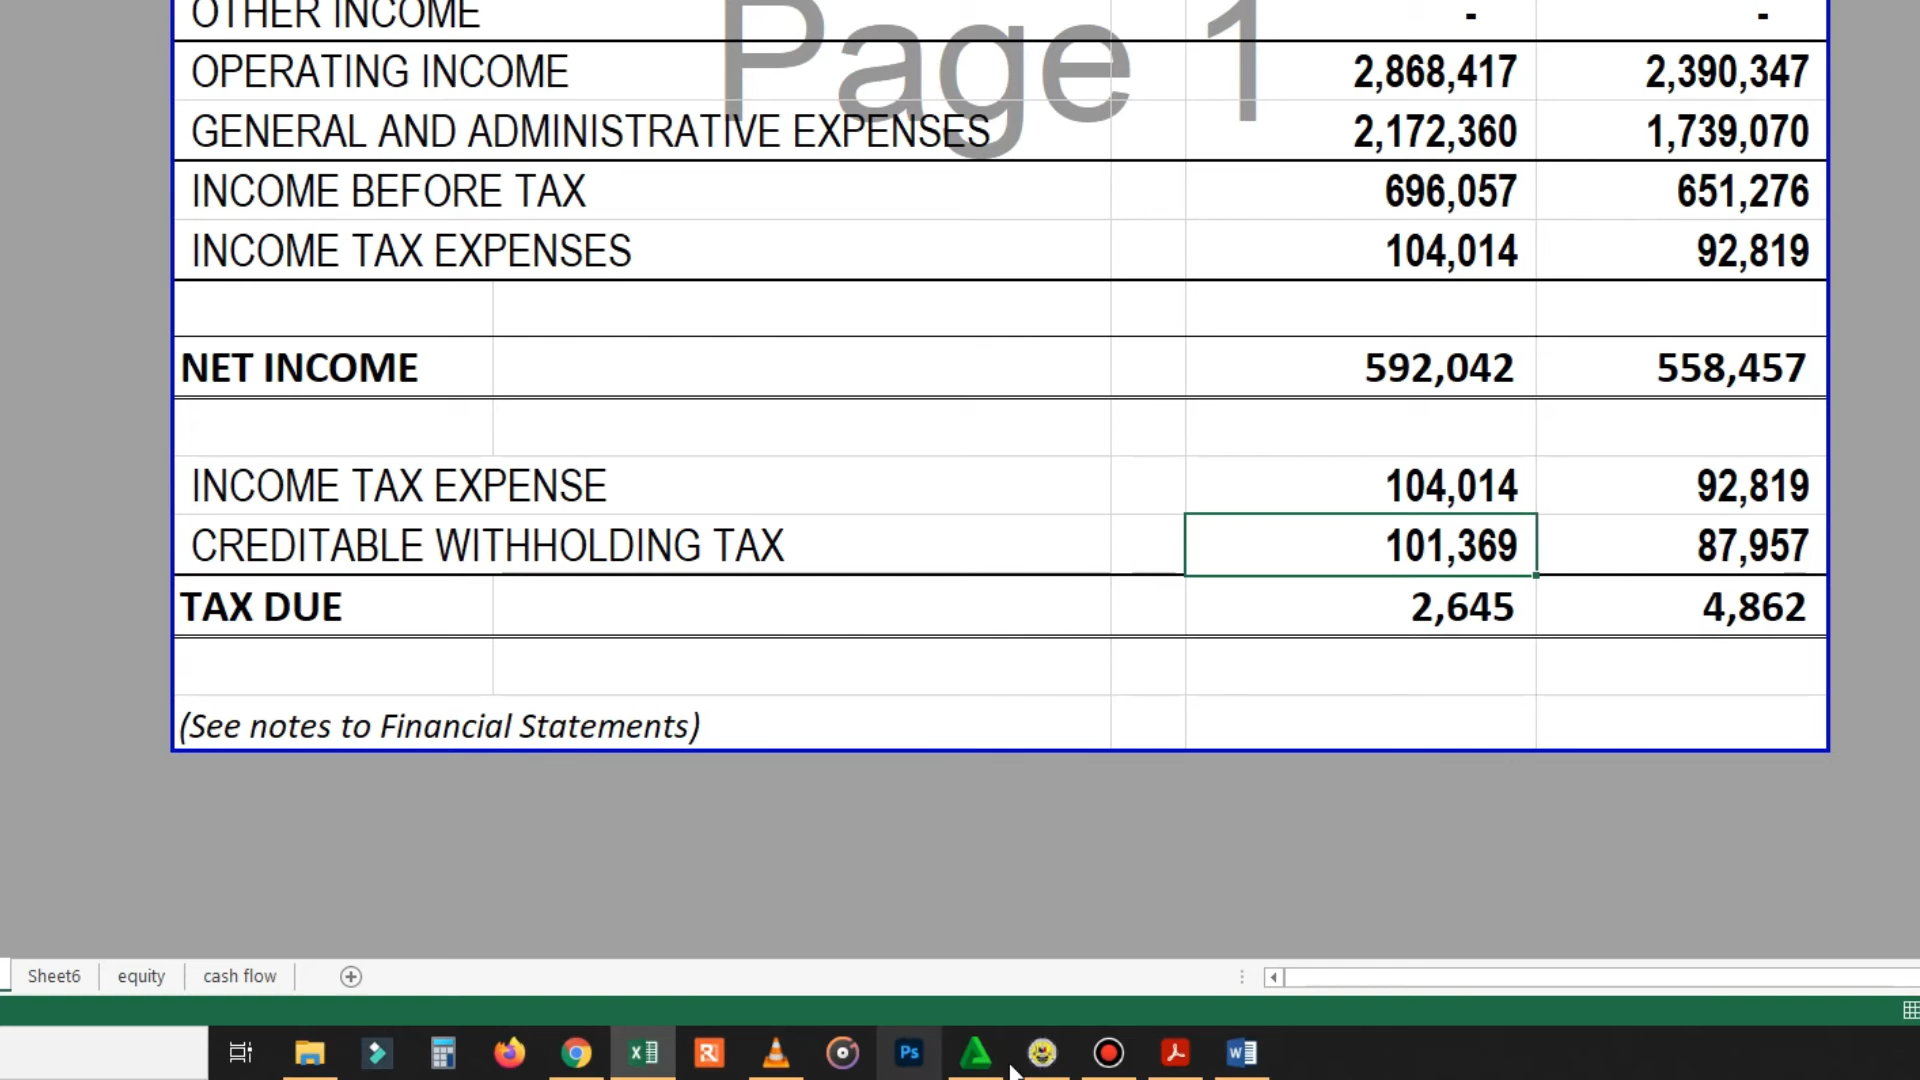 OTHER INCOME - -
Page 1
OPERATING INCOME 2,868,417 2,390,347
GENERAL AND ADMINISTRATIVE EXPENSES 2,172,360 1,739,070
INCOME BEFORE TAX 696,057 651,276
INCOME TAX EXPENSES 104,014 92,819
NET INCOME 592,042 558,457
INCOME TAX EXPENSE 104,014 92,819
CREDITABLE WITHHOLDING TAX 101,369 87,957
TAX DUE 2,645 4,862
(See notes to Financial Statements)
Sheet6 equity cash flow
Ps